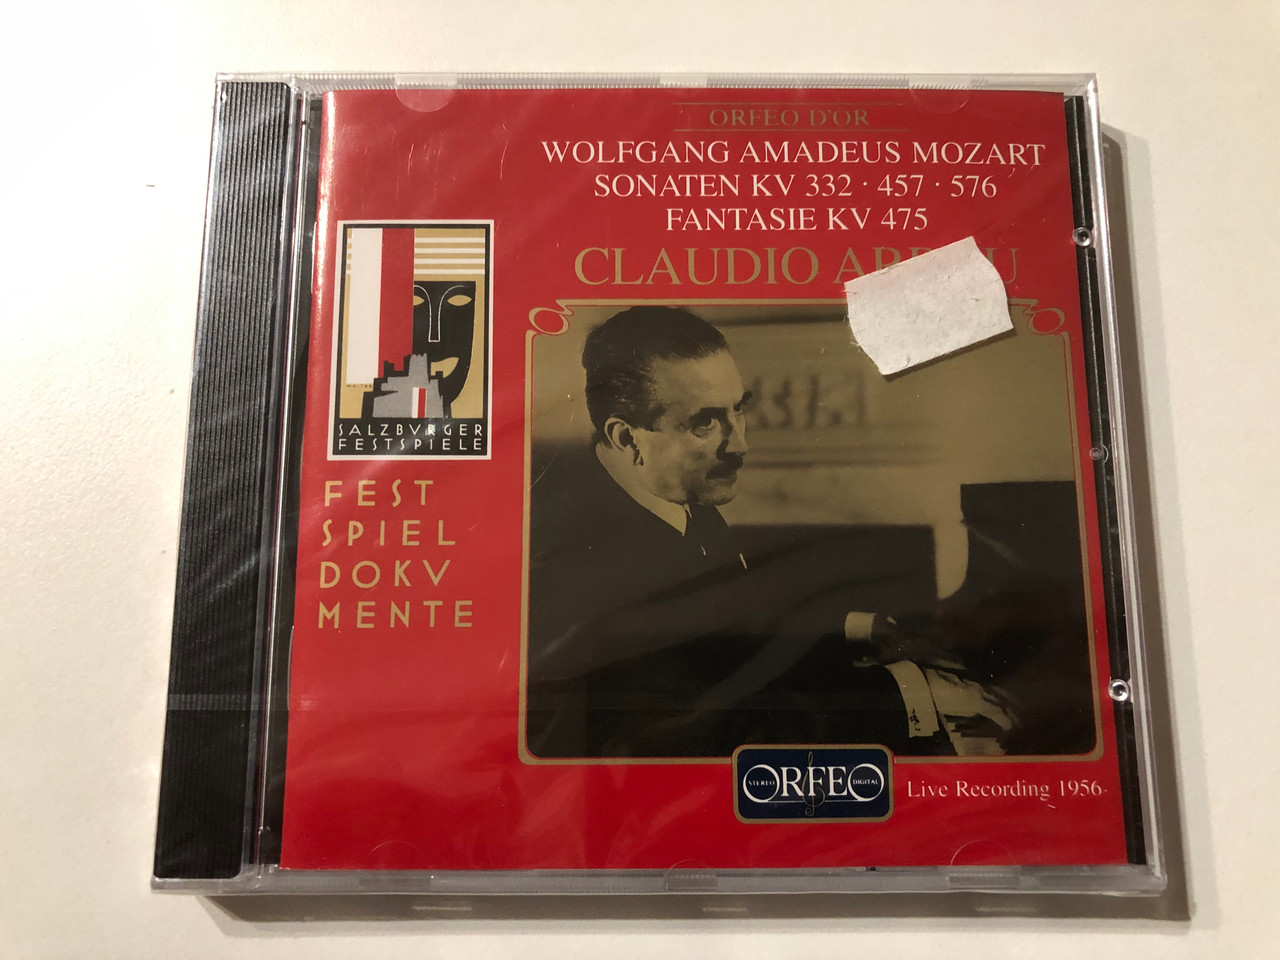 ORFEO D'OR
WOLFGANG AMADEUS MOZART
SONATEN KV 332 · 457 · 576
FANTASIE KV 475
CLAUDIO
SALZBVRGER
FESTSPIELE
FEST
SPIEL
DOKV
MENTE
STEREO ORFEO DIGITAL
Live Recording 1956